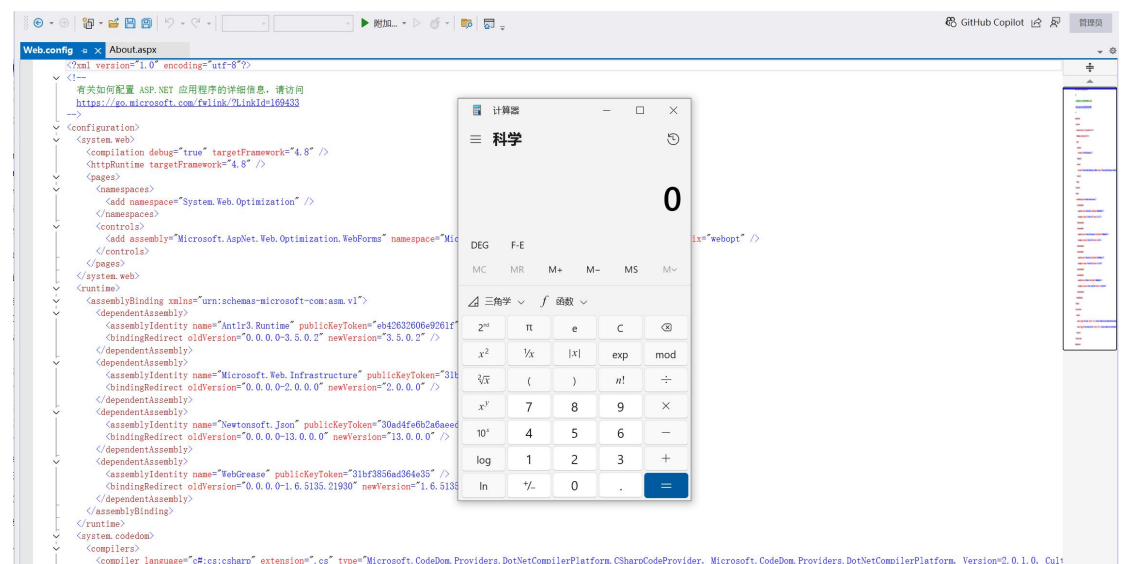 附加...
GitHub Copilot
管理员
Web.config
About.aspx
<?xml version="1.0" encoding="utf-8"?>
<!--
有关如何配置 ASP.NET 应用程序的详细信息，请访问
https://go.microsoft.com/fwlink/?LinkId=169433
-->
<configuration>
<system.web>
<compilation debug="true" targetFramework="4.8" />
<httpRuntime targetFramework="4.8" />
<pages>
<namespaces>
<add namespace="System.Web.Optimization" />
</namespaces>
<controls>
<add assembly="Microsoft.AspNet.Web.Optimization.WebForms" namespace="Mic
ix="webopt" />
</controls>
</pages>
</system.web>
<runtime>
<assemblyBinding xmlns="urn:schemas-microsoft-com:asm.v1">
<dependentAssembly>
<assemblyIdentity name="Antlr3.Runtime" publicKeyToken="eb42632606e9261f"
<bindingRedirect oldVersion="0.0.0.0-3.5.0.2" newVersion="3.5.0.2" />
</dependentAssembly>
<dependentAssembly>
<assemblyIdentity name="Microsoft.Web.Infrastructure" publicKeyToken="31b
<bindingRedirect oldVersion="0.0.0.0-2.0.0.0" newVersion="2.0.0.0" />
</dependentAssembly>
<dependentAssembly>
<assemblyIdentity name="Newtonsoft.Json" publicKeyToken="30ad4fe6b2a6aeed
<bindingRedirect oldVersion="0.0.0.0-13.0.0.0" newVersion="13.0.0.0" />
</dependentAssembly>
<dependentAssembly>
<assemblyIdentity name="WebGrease" publicKeyToken="31bf3856ad364e35" />
<bindingRedirect oldVersion="0.0.0.0-1.6.5135.21930" newVersion="1.6.5135
</dependentAssembly>
</assemblyBinding>
</runtime>
<system.codedom>
<compilers>
<compiler language="c#;cs;csharp" extension=".cs" type="Microsoft.CodeDom.Providers.DotNetCompilerPlatform.CSharpCodeProvider, Microsoft.CodeDom.Providers.DotNetCompilerPlatform, Version=2.0.1.0, Cult
计算器
科学
0
DEG F-E
MC MR M+ M- MS M˅
三角学 f 函数
2ⁿᵈ π e C
x² ¹/x |x| exp mod
²√x ( ) n! ÷
xʸ 7 8 9 ×
10ˣ 4 5 6 −
log 1 2 3 +
ln +/− 0 . =